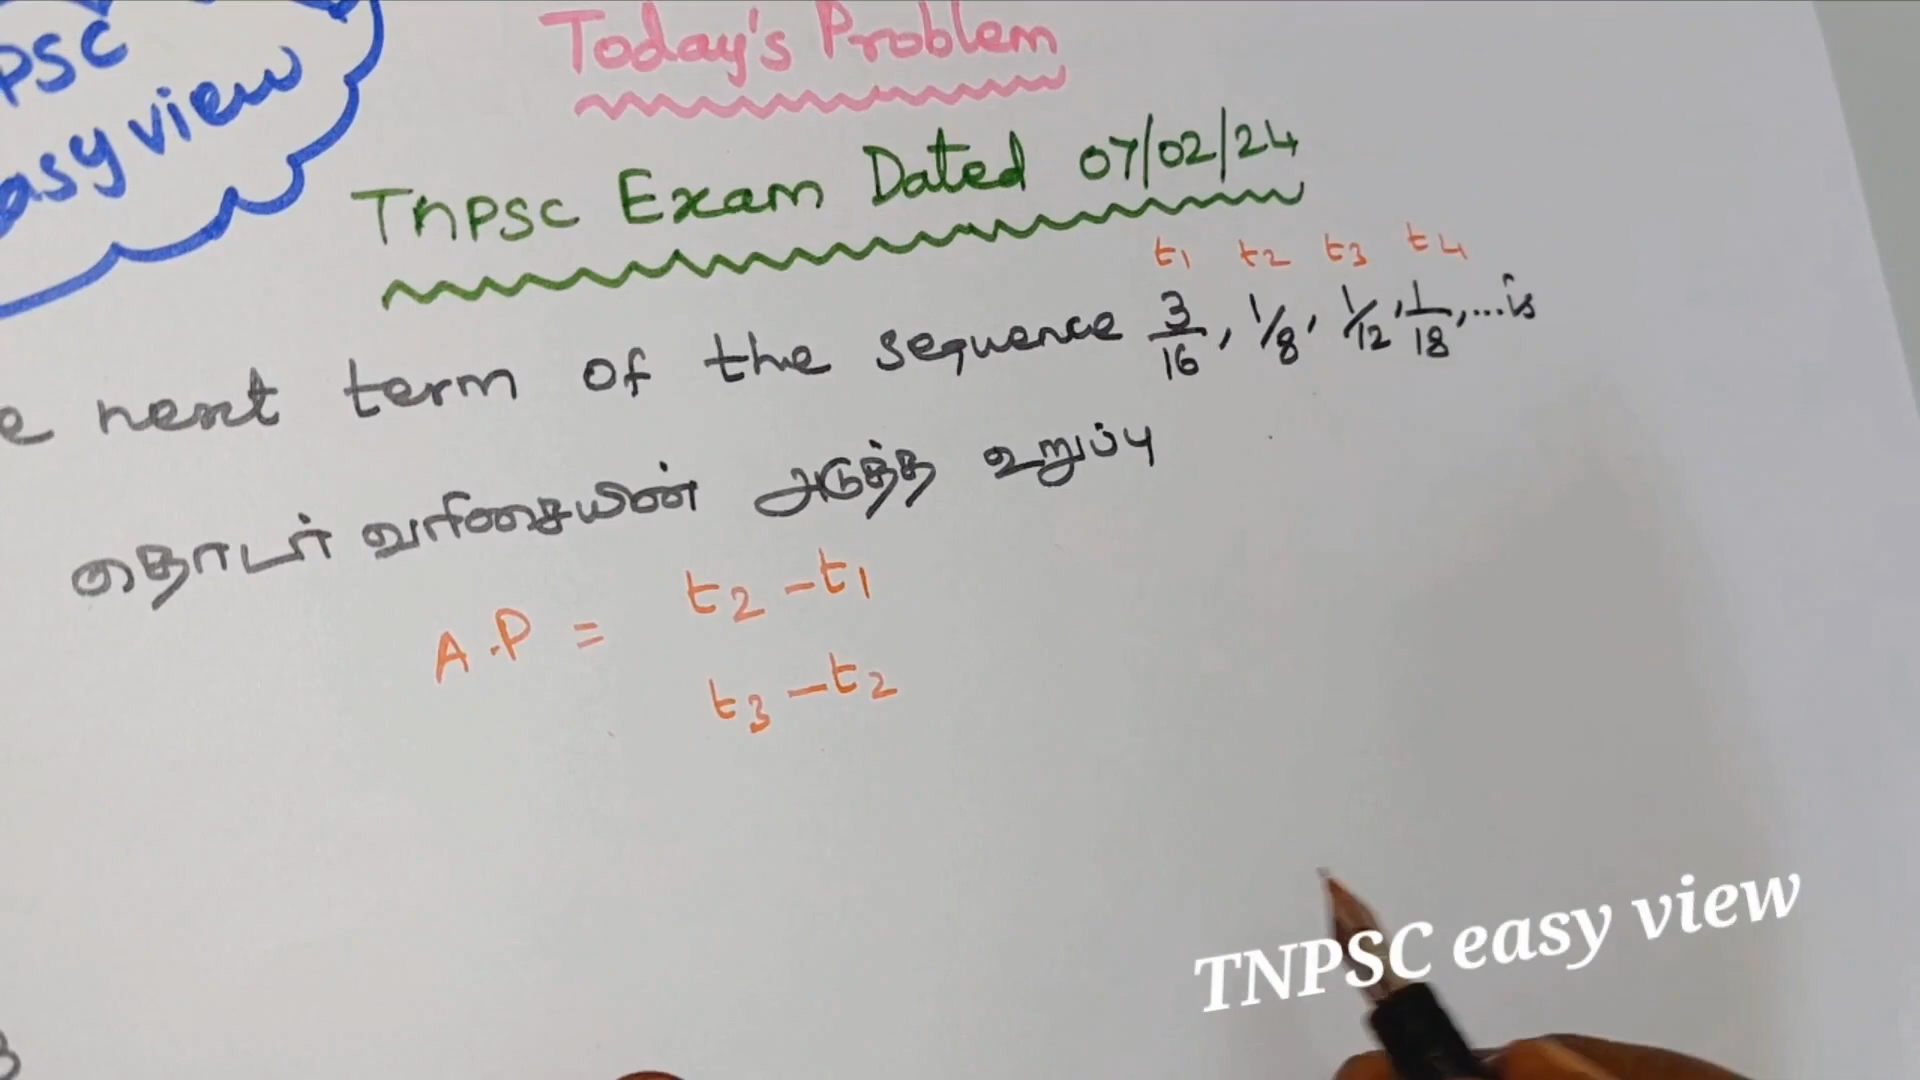 PSC
asy view
Today's Problem
TNPSC Exam Dated 07/02/24
t1 t2 t3 t4
e next term of the sequence 3/16, 1/8, 1/12, 1/18, ... is
தொடர் வரிசையின் அடுத்த உறுப்பு
A.P = t2 - t1
t3 - t2
TNPSC easy view